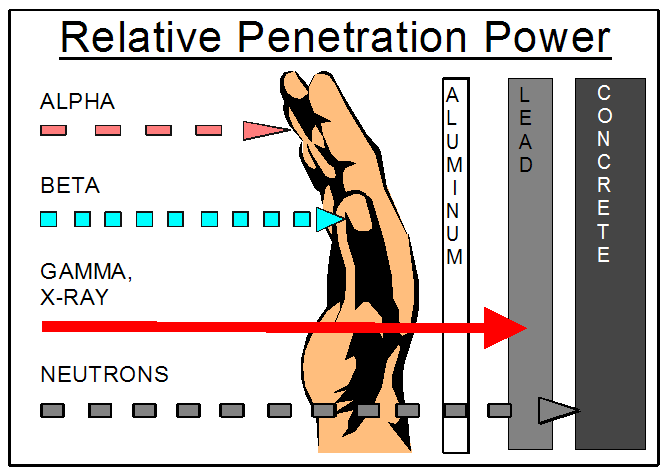 Relative Penetration Power
ALPHA
BETA
GAMMA,
X-RAY
NEUTRONS
ALUMINUM
LEAD
CONCRETE